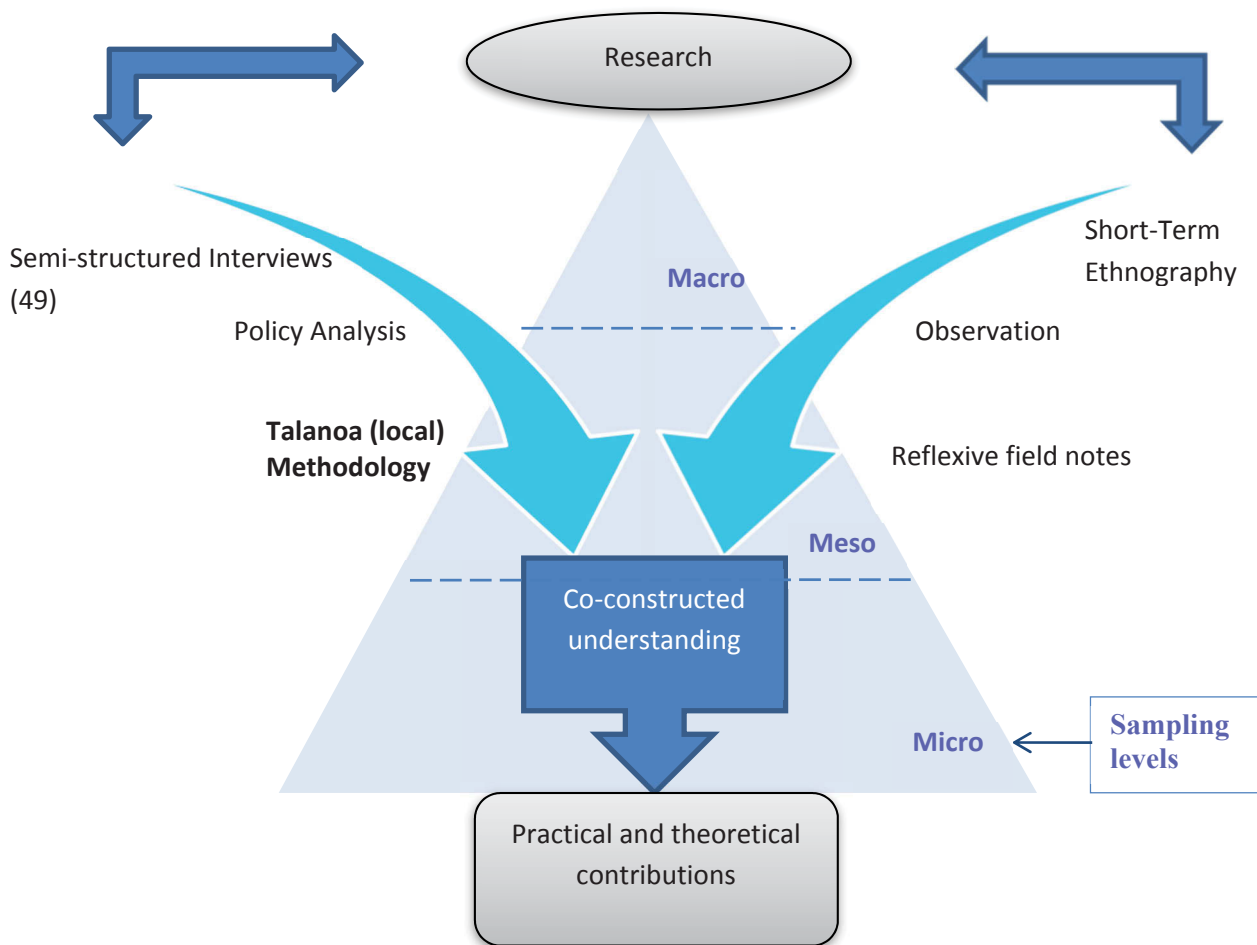 Research
Semi-structured Interviews
(49)
Short-Term
Ethnography
Macro
Policy Analysis
Observation
Talanoa (local)
Methodology
Reflexive field notes
Meso
Co-constructed
understanding
Micro
Sampling
levels
Practical and theoretical
contributions